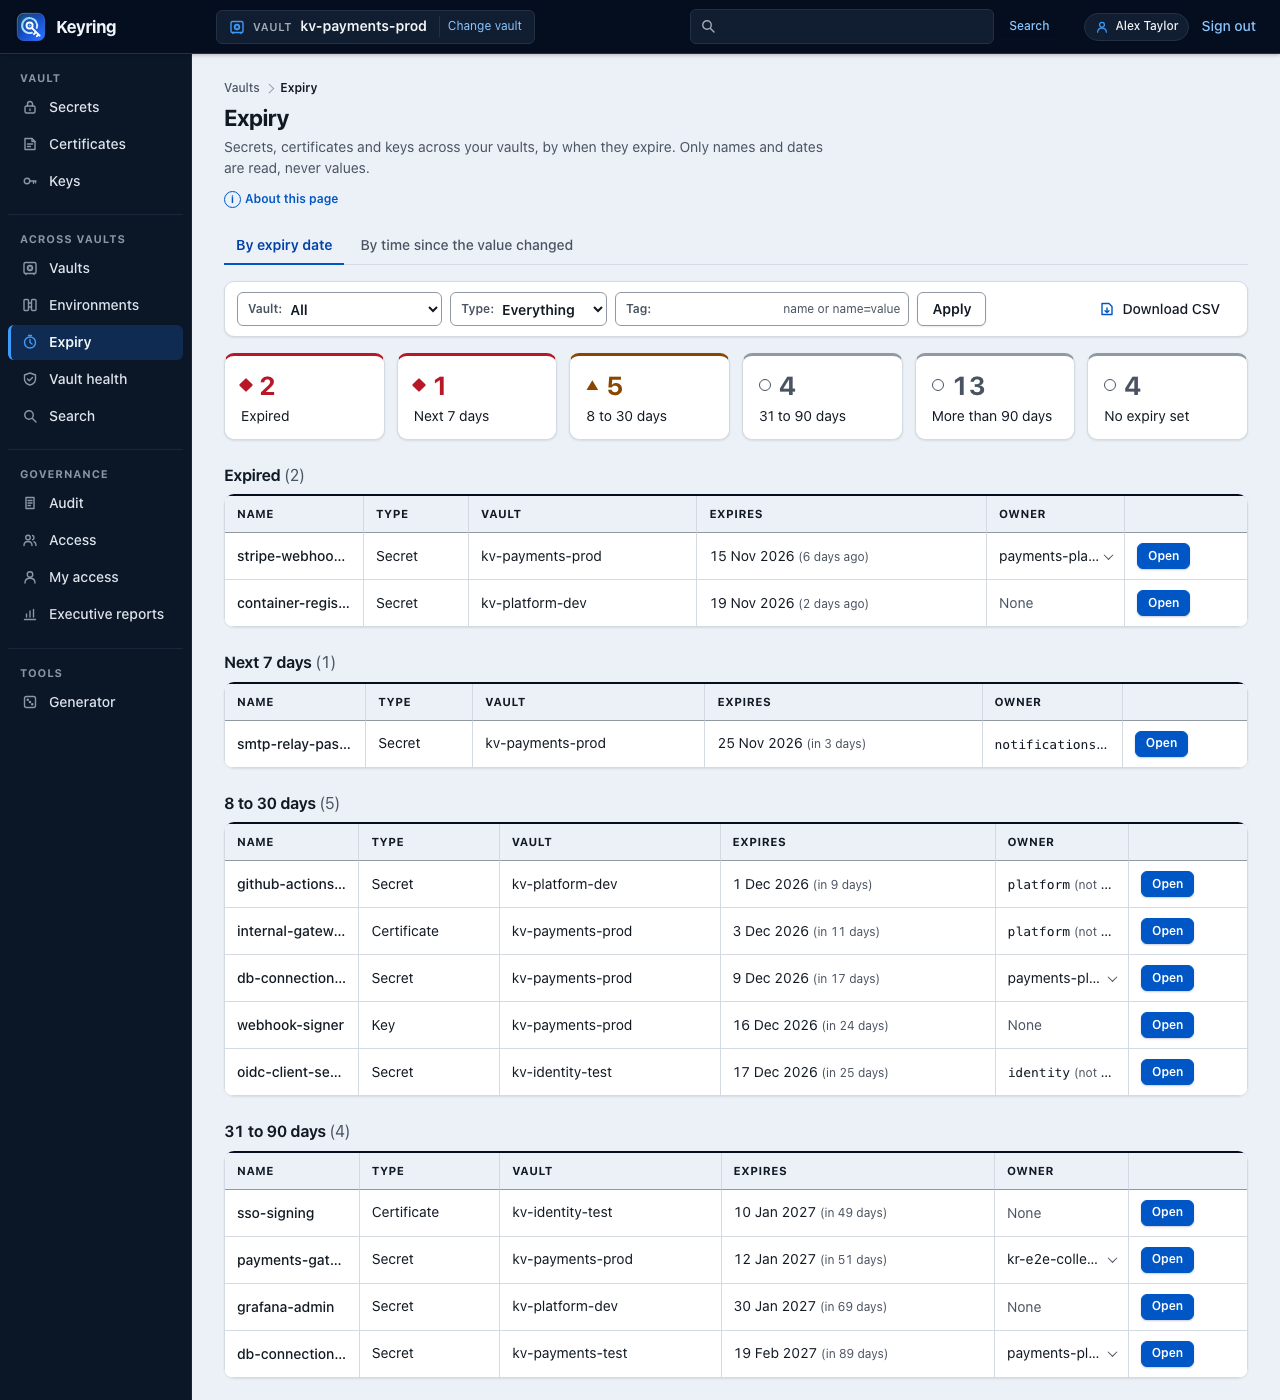 Keyring
VAULT kv-payments-prod Change vault
Search
Alex Taylor
Sign out
VAULT
Secrets
Certificates
Keys
ACROSS VAULTS
Vaults
Environments
Expiry
Vault health
Search
GOVERNANCE
Audit
Access
My access
Executive reports
TOOLS
Generator
Vaults Expiry
Expiry
Secrets, certificates and keys across your vaults, by when they expire. Only names and dates
are read, never values.
About this page
By expiry date By time since the value changed
Vault: All Type: Everything Tag: name or name=value Apply Download CSV
2 1 5 4 13 4
Expired Next 7 days 8 to 30 days 31 to 90 days More than 90 days No expiry set
Expired (2)
NAME TYPE VAULT EXPIRES OWNER
stripe-webhoo... Secret kv-payments-prod 15 Nov 2026 (6 days ago) payments-pla... Open
container-regis... Secret kv-platform-dev 19 Nov 2026 (2 days ago) None Open
Next 7 days (1)
NAME TYPE VAULT EXPIRES OWNER
smtp-relay-pas... Secret kv-payments-prod 25 Nov 2026 (in 3 days) notifications... Open
8 to 30 days (5)
NAME TYPE VAULT EXPIRES OWNER
github-actions... Secret kv-platform-dev 1 Dec 2026 (in 9 days) platform (not ... Open
internal-gatew... Certificate kv-payments-prod 3 Dec 2026 (in 11 days) platform (not ... Open
db-connection... Secret kv-payments-prod 9 Dec 2026 (in 17 days) payments-pl... Open
webhook-signer Key kv-payments-prod 16 Dec 2026 (in 24 days) None Open
oidc-client-se... Secret kv-identity-test 17 Dec 2026 (in 25 days) identity (not ... Open
31 to 90 days (4)
NAME TYPE VAULT EXPIRES OWNER
sso-signing Certificate kv-identity-test 10 Jan 2027 (in 49 days) None Open
payments-gat... Secret kv-payments-prod 12 Jan 2027 (in 51 days) kr-e2e-colle... Open
grafana-admin Secret kv-platform-dev 30 Jan 2027 (in 69 days) None Open
db-connection... Secret kv-payments-test 19 Feb 2027 (in 89 days) payments-pl... Open